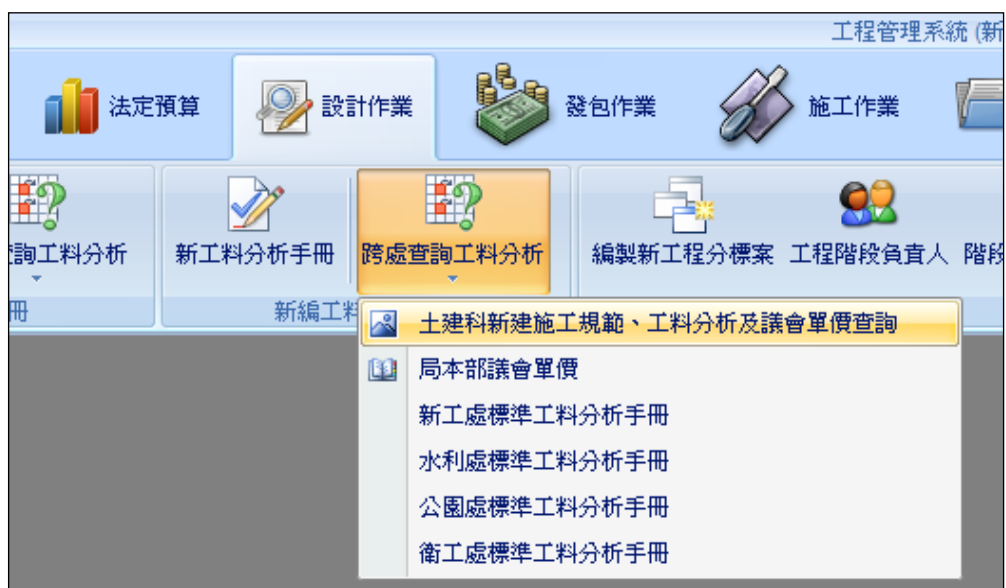 工程管理系統 (新
法定預算
設計作業
發包作業
施工作業
查詢工料分析
新工料分析手冊
跨處查詢工料分析
編製新工程分標案
工程階段負責人
階段
冊
新編工料
土建科新建施工規範、工料分析及議會單價查詢
局本部議會單價
新工處標準工料分析手冊
水利處標準工料分析手冊
公園處標準工料分析手冊
衛工處標準工料分析手冊